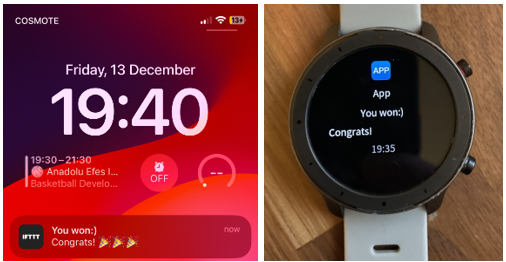 COSMOTE
13
Friday, 13 December
19:40
19:30–21:30
Anadolu Efes I...
Basketball Develo...
OFF
--
IFTTT
You won:)
now
Congrats! 🎉🎉🎉
APP
App
You won:)
Congrats!
19:35